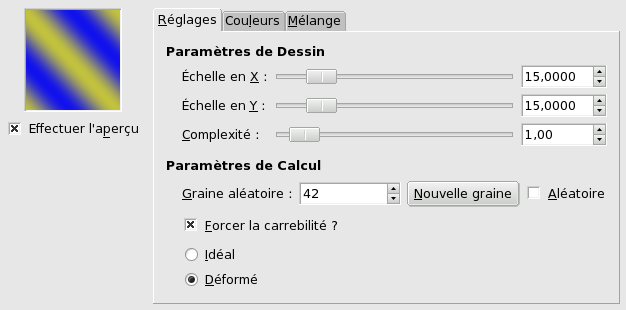 Réglages Couleurs Mélange
Paramètres de Dessin
Échelle en X : 15,0000
Échelle en Y : 15,0000
Effectuer l'aperçu
Complexité : 1,00
Paramètres de Calcul
Graine aléatoire : 42 Nouvelle graine Aléatoire
Forcer la carrebilité ?
Idéal
Déformé